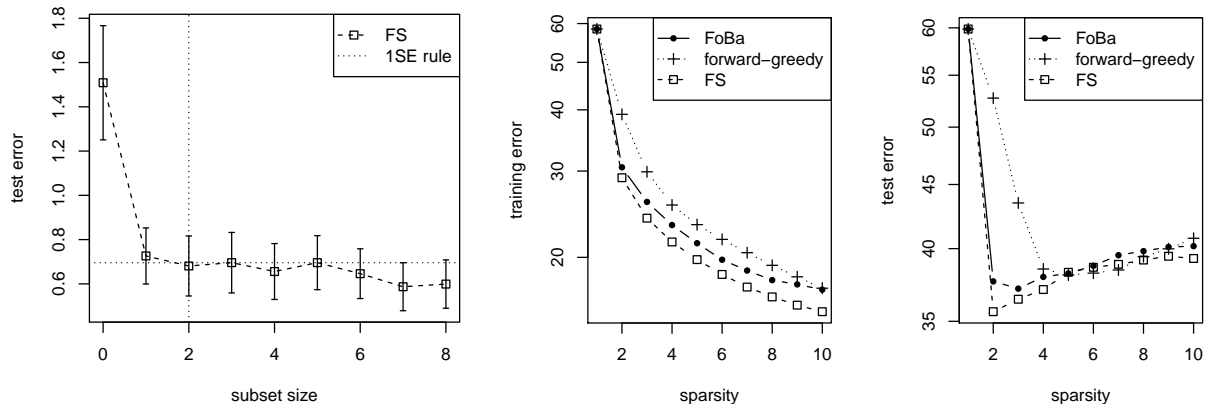 FS
1SE rule
test error
1.8
1.6
1.4
1.2
1.0
0.8
0.6
0 2 4 6 8
subset size
FoBa
forward−greedy
FS
training error
60
50
40
30
20
2 4 6 8 10
sparsity
FoBa
forward−greedy
FS
test error
60
55
50
45
40
35
2 4 6 8 10
sparsity